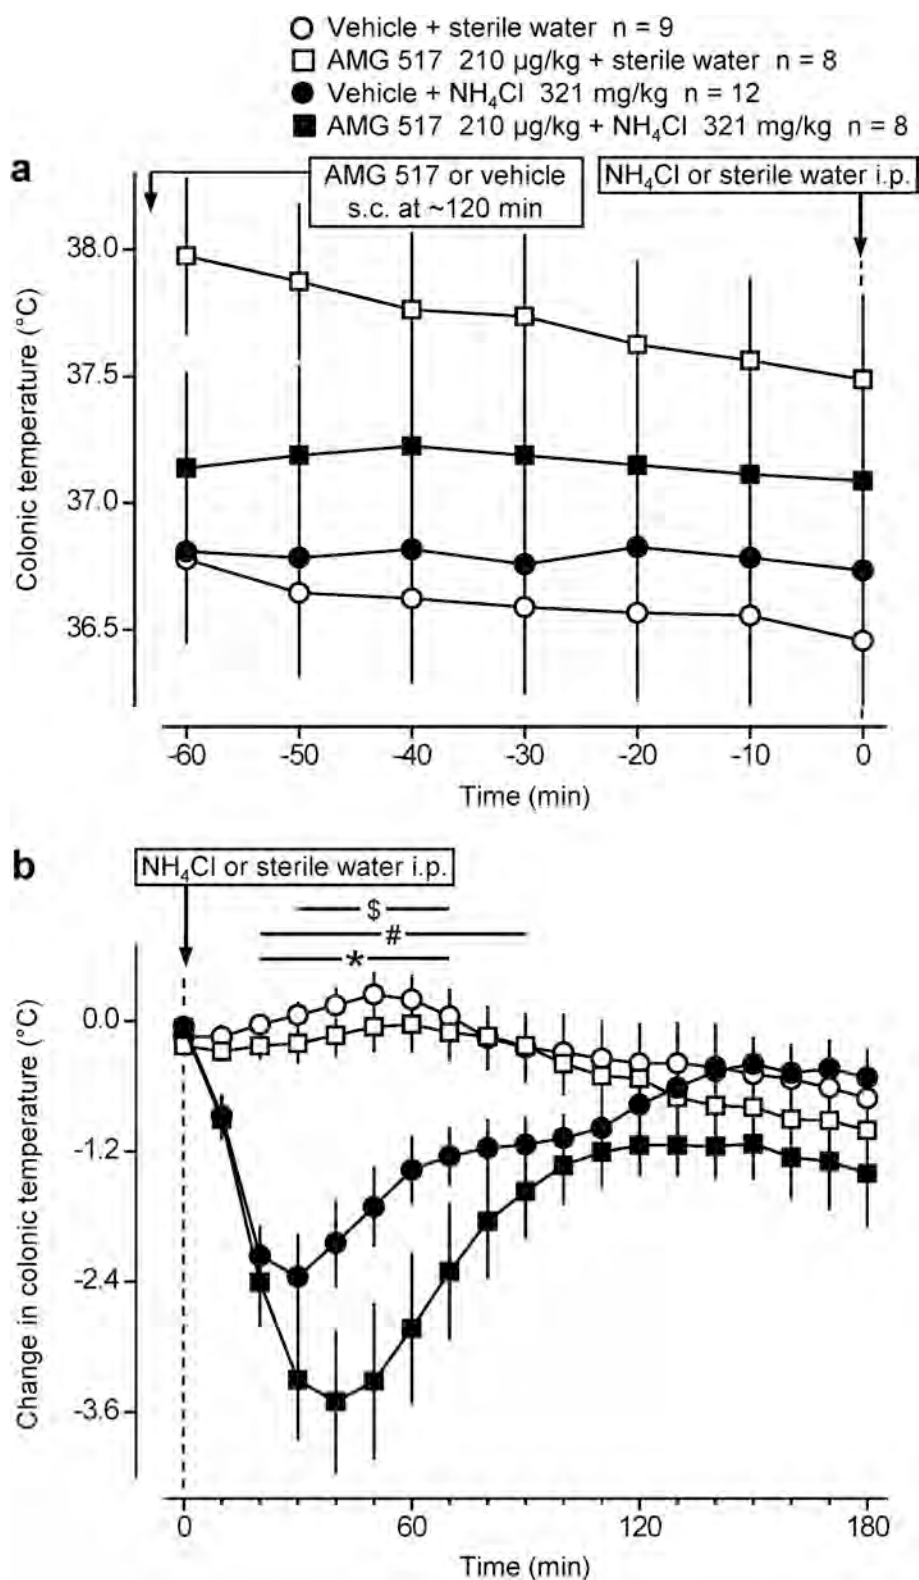 Vehicle + sterile water n = 9
AMG 517 210 µg/kg + sterile water n = 8
Vehicle + NH₄Cl 321 mg/kg n = 12
AMG 517 210 µg/kg + NH₄Cl 321 mg/kg n = 8
a
AMG 517 or vehicle
s.c. at ~120 min
NH₄Cl or sterile water i.p.
Colonic temperature (°C)
38.0
37.5
37.0
36.5
-60 -50 -40 -30 -20 -10 0
Time (min)
b
NH₄Cl or sterile water i.p.
$
#
*
Change in colonic temperature (°C)
0.0
-1.2
-2.4
-3.6
0 60 120 180
Time (min)